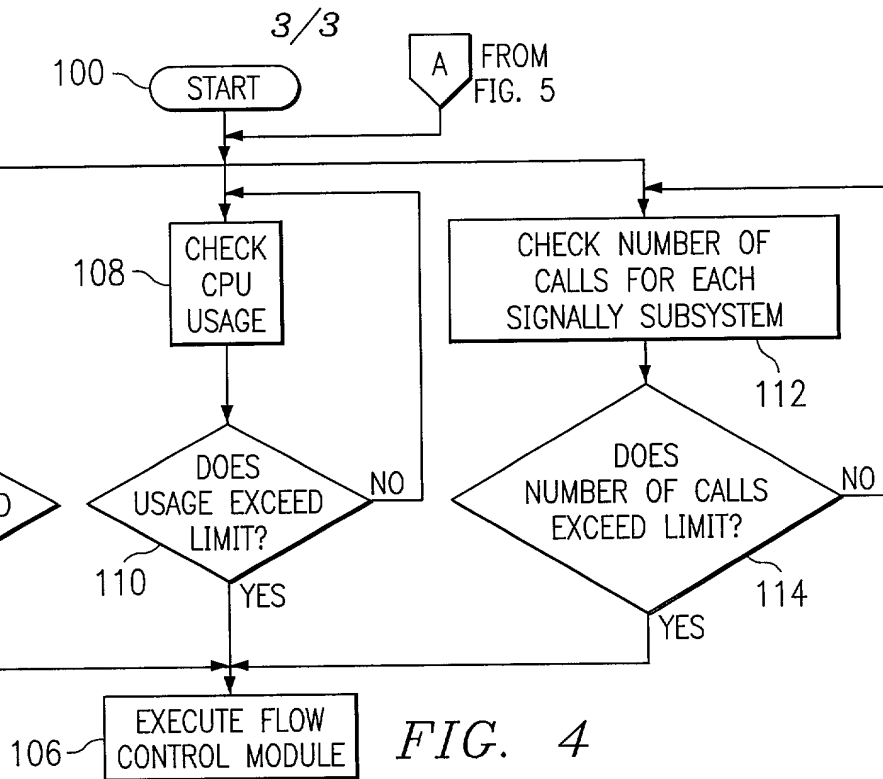 3/3
100
START
A
FROM
FIG. 5
108
CHECK
CPU
USAGE
CHECK NUMBER OF
CALLS FOR EACH
SIGNALLY SUBSYSTEM
112
DOES
USAGE EXCEED
LIMIT?
NO
110
YES
DOES
NUMBER OF CALLS
EXCEED LIMIT?
NO
114
YES
106
EXECUTE FLOW
CONTROL MODULE
FIG. 4